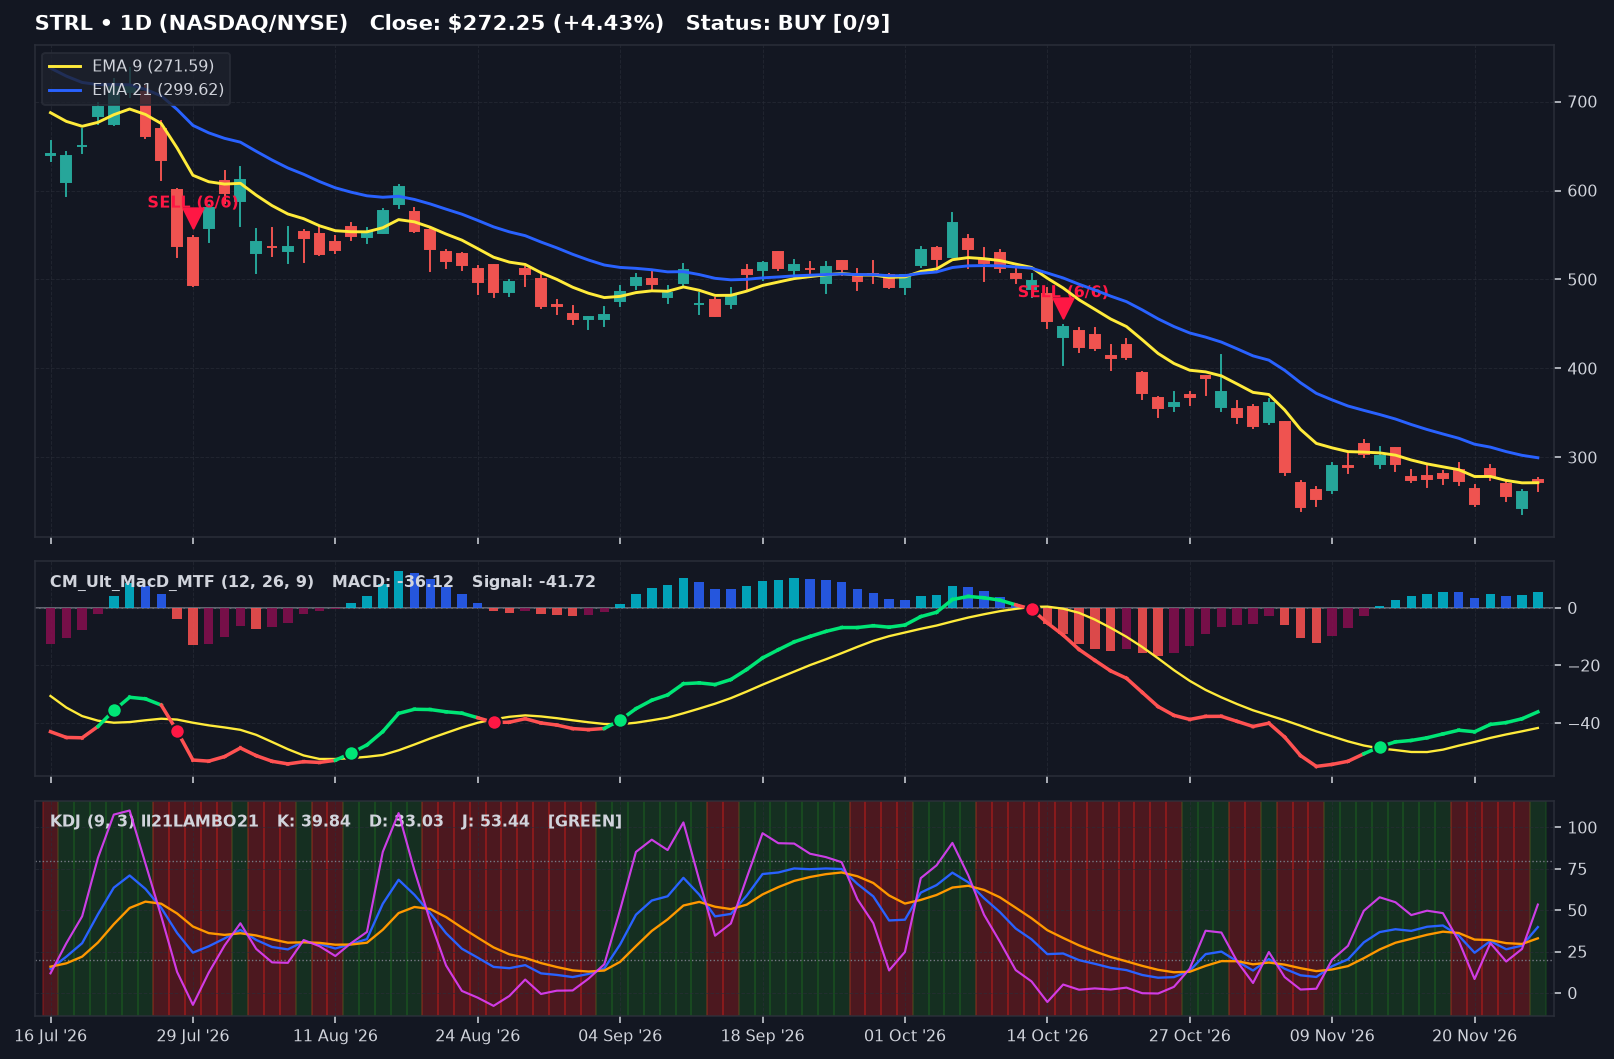 STRL • 1D (NASDAQ/NYSE)   Close: $272.25 (+4.43%)   Status: BUY [0/9]
EMA 9 (271.59)
EMA 21 (299.62)
SELL (6/6)
SELL (6/6)
700
600
500
400
300
CM_Ult_MacD_MTF (12, 26, 9)   MACD: -36.12   Signal: -41.72
0
−20
−40
KDJ (9, 3) ll21LAMBO21   K: 39.84   D: 33.03   J: 53.44   [GREEN]
100
75
50
25
0
16 Jul '26
29 Jul '26
11 Aug '26
24 Aug '26
04 Sep '26
18 Sep '26
01 Oct '26
14 Oct '26
27 Oct '26
09 Nov '26
20 Nov '26